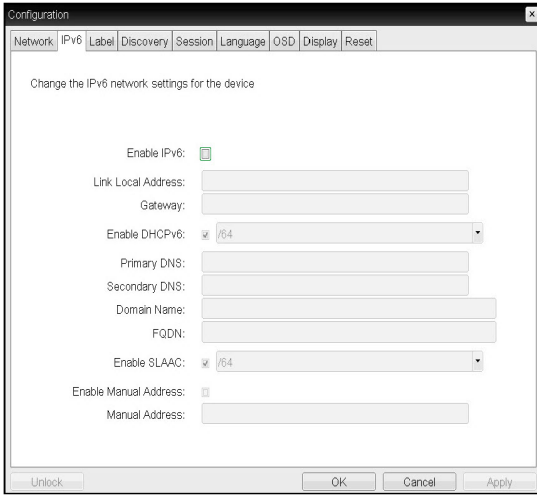 Configuration
Network IPv6 Label Discovery Session Language OSD Display Reset
Change the IPv6 network settings for the device
Enable IPv6:
Link Local Address:
Gateway:
Enable DHCPv6: /64
Primary DNS:
Secondary DNS:
Domain Name:
FQDN:
Enable SLAAC: /64
Enable Manual Address:
Manual Address:
Unlock OK Cancel Apply